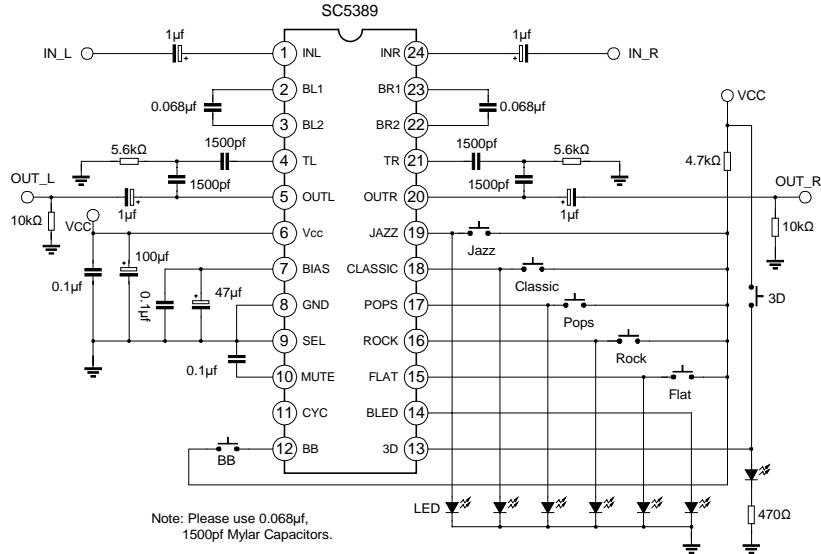 SC5389
1µf
1µf
IN_L
1
INL
INR
24
IN_R
2
BL1
BR1
23
VCC
0.068µf
0.068µf
3
BL2
BR2
22
1500pf
1500pf
5.6kΩ
4
TL
TR
21
5.6kΩ
4.7kΩ
OUT_L
1500pf
1500pf
OUT_R
5
OUTL
OUTR
20
10kΩ
1µf
1µf
10kΩ
VCC
6
Vcc
JAZZ
19
Jazz
100µf
7
BIAS
CLASSIC
18
Classic
0.1µf
0.1µf
47µf
8
GND
POPS
17
Pops
3D
9
SEL
ROCK
16
Rock
0.1µf
10
MUTE
FLAT
15
Flat
11
CYC
BLED
14
12
BB
3D
13
BB
LED
470Ω
Note: Please use 0.068µf,
1500pf Mylar Capacitors.